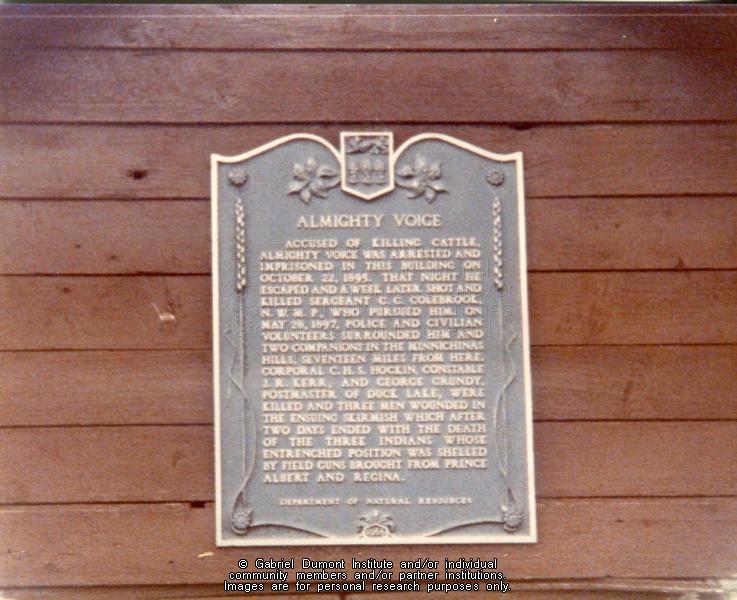 ALMIGHTY VOICE
ACCUSED OF KILLING CATTLE,
ALMIGHTY VOICE WAS ARRESTED AND
IMPRISONED IN THIS BUILDING ON
OCTOBER 22, 1895. THAT NIGHT HE
ESCAPED AND A WEEK LATER SHOT AND
KILLED SERGEANT C. C. COLEBROOK,
N. W. M. P., WHO PURSUED HIM. ON
MAY 28, 1897, POLICE AND CIVILIAN
VOLUNTEERS SURROUNDED HIM AND
TWO COMPANIONS IN THE MINNICHINAS
HILLS, SEVENTEEN MILES FROM HERE.
CORPORAL C. H. S. HOCKIN, CONSTABLE
J. R. KERR, AND GEORGE GRUNDY,
POSTMASTER OF DUCK LAKE, WERE
KILLED AND THREE MEN WOUNDED IN
THE ENSUING SKIRMISH WHICH AFTER
TWO DAYS ENDED WITH THE DEATH
OF THE THREE INDIANS WHOSE
ENTRENCHED POSITION WAS SHELLED
BY FIELD GUNS BROUGHT FROM PRINCE
ALBERT AND REGINA.
DEPARTMENT OF NATURAL RESOURCES
© Gabriel Dumont Institute and/or individual
community members and/or partner institutions.
Images are for personal research purposes only.